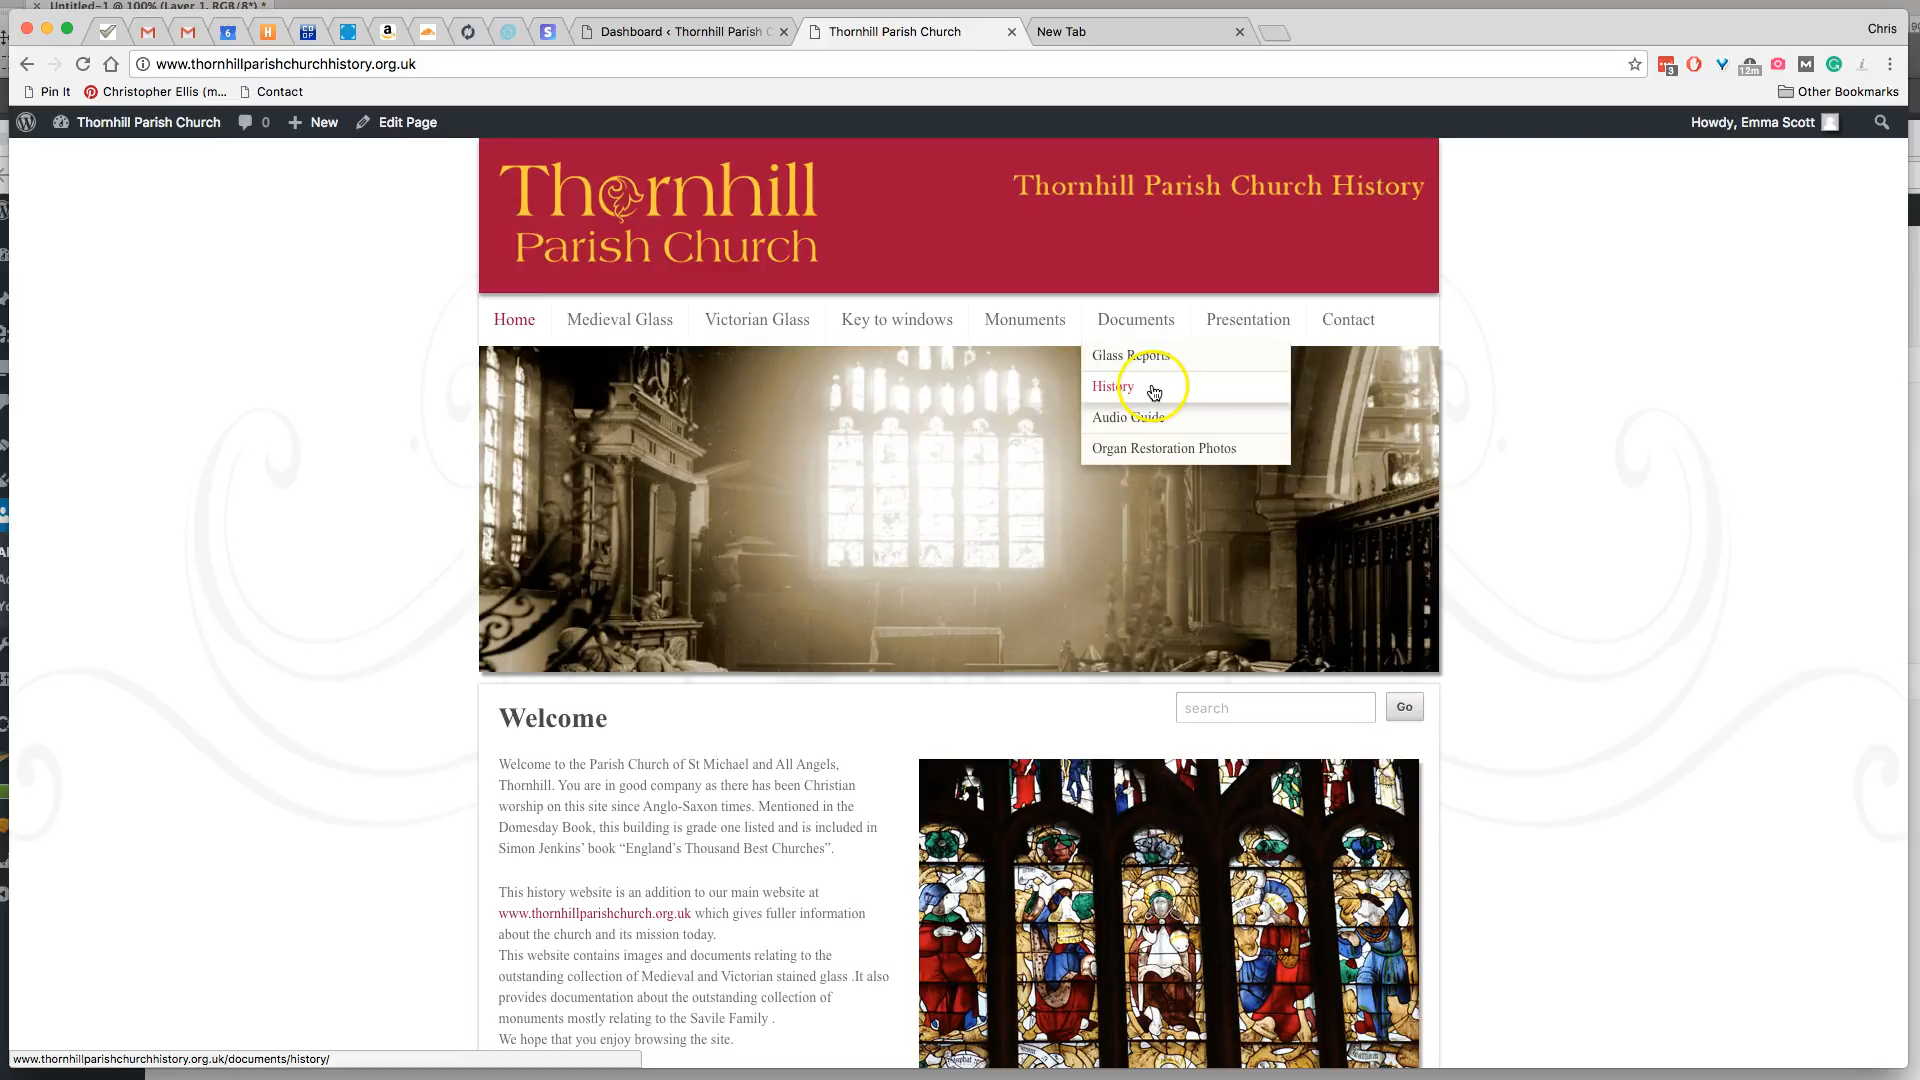 Untitled-1 @ 100% (Layer 1, RGB/8*) *
Dashboard ‹ Thornhill Parish C
Thornhill Parish Church
New Tab
Chris
www.thornhillparishchurchhistory.org.uk
3
12m
Pin It
Christopher Ellis (m...
Contact
Other Bookmarks
Thornhill Parish Church
0
New
Edit Page
Howdy, Emma Scott
Thornhill
Parish Church
Thornhill Parish Church History
Home
Medieval Glass
Victorian Glass
Key to windows
Monuments
Documents
Presentation
Contact
Glass Reports
History
Audio Guide
Organ Restoration Photos
Welcome
search
Go
Welcome to the Parish Church of St Michael and All Angels,
Thornhill. You are in good company as there has been Christian
worship on this site since Anglo-Saxon times. Mentioned in the
Domesday Book, this building is grade one listed and is included in
Simon Jenkins’ book “England’s Thousand Best Churches”.
This history website is an addition to our main website at
www.thornhillparishchurch.org.uk which gives fuller information
about the church and its mission today.
This website contains images and documents relating to the
outstanding collection of Medieval and Victorian stained glass .It also
provides documentation about the outstanding collection of
monuments mostly relating to the Savile Family .
We hope that you enjoy browsing the site.
www.thornhillparishchurchhistory.org.uk/documents/history/